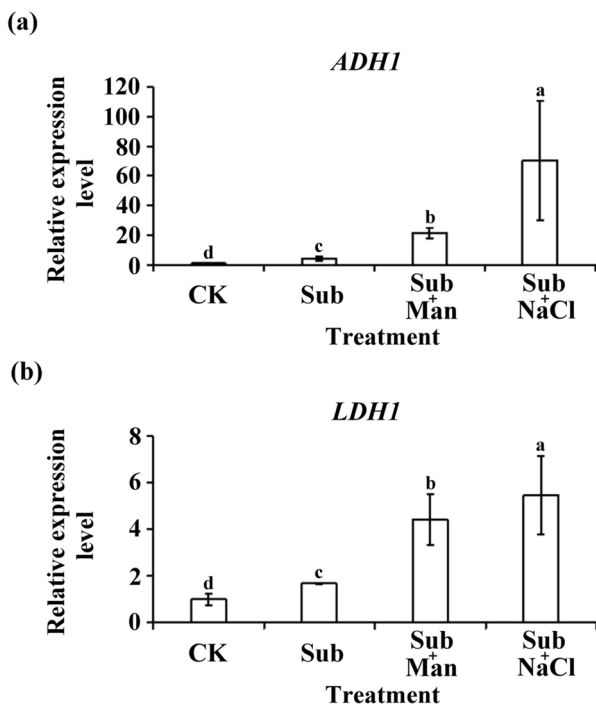 (a)
ADH1
Relative expression
level
120
100
80
60
40
20
0
d
c
b
a
CK
Sub
Sub
+
Man
Sub
+
NaCl
Treatment
(b)
LDH1
Relative expression
level
8
6
4
2
0
d
c
b
a
CK
Sub
Sub
+
Man
Sub
+
NaCl
Treatment